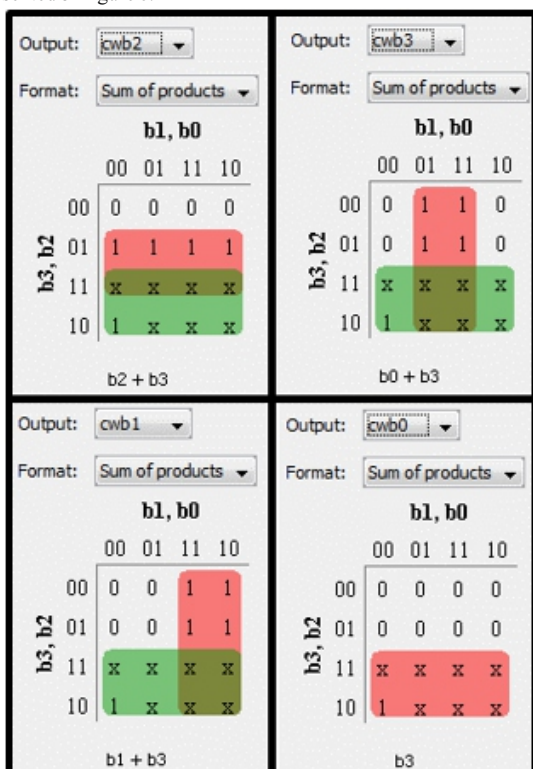 Output: cwb2
Format: Sum of products
b1, b0
00 01 11 10
b3, b2
00 0 0 0 0
01 1 1 1 1
11 x x x x
10 1 x x x
b2 + b3
Output: cwb3
Format: Sum of products
b1, b0
00 01 11 10
b3, b2
00 0 1 1 0
01 0 1 1 0
11 x x x x
10 1 x x x
b0 + b3
Output: cwb1
Format: Sum of products
b1, b0
00 01 11 10
b3, b2
00 0 0 1 1
01 0 0 1 1
11 x x x x
10 1 x x x
b1 + b3
Output: cwb0
Format: Sum of products
b1, b0
00 01 11 10
b3, b2
00 0 0 0 0
01 0 0 0 0
11 x x x x
10 1 x x x
b3